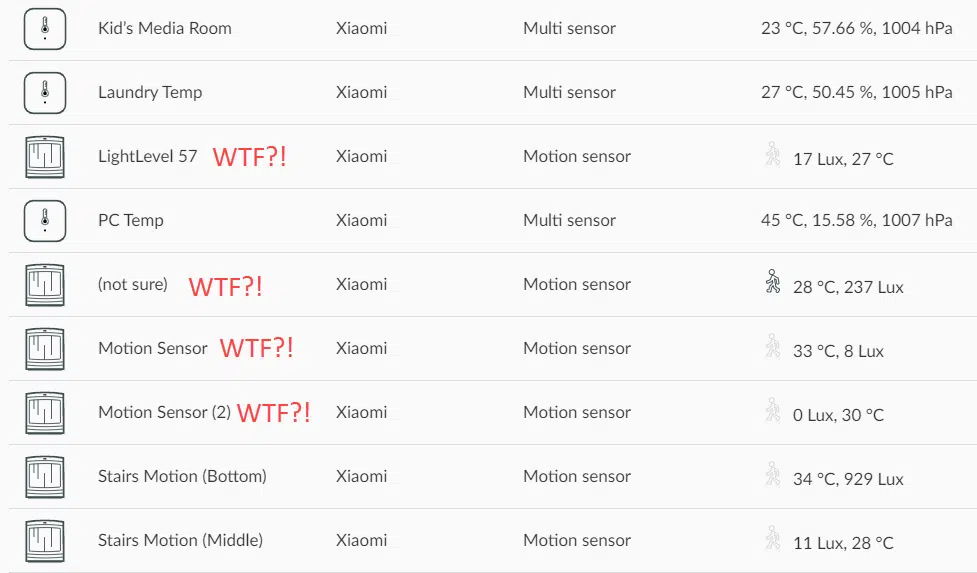 Kid's Media Room Xiaomi Multi sensor 23 °C, 57.66 %, 1004 hPa
Laundry Temp Xiaomi Multi sensor 27 °C, 50.45 %, 1005 hPa
LightLevel 57 WTF?! Xiaomi Motion sensor 17 Lux, 27 °C
PC Temp Xiaomi Multi sensor 45 °C, 15.58 %, 1007 hPa
(not sure) WTF?! Xiaomi Motion sensor 28 °C, 237 Lux
Motion Sensor WTF?! Xiaomi Motion sensor 33 °C, 8 Lux
Motion Sensor (2) WTF?! Xiaomi Motion sensor 0 Lux, 30 °C
Stairs Motion (Bottom) Xiaomi Motion sensor 34 °C, 929 Lux
Stairs Motion (Middle) Xiaomi Motion sensor 11 Lux, 28 °C